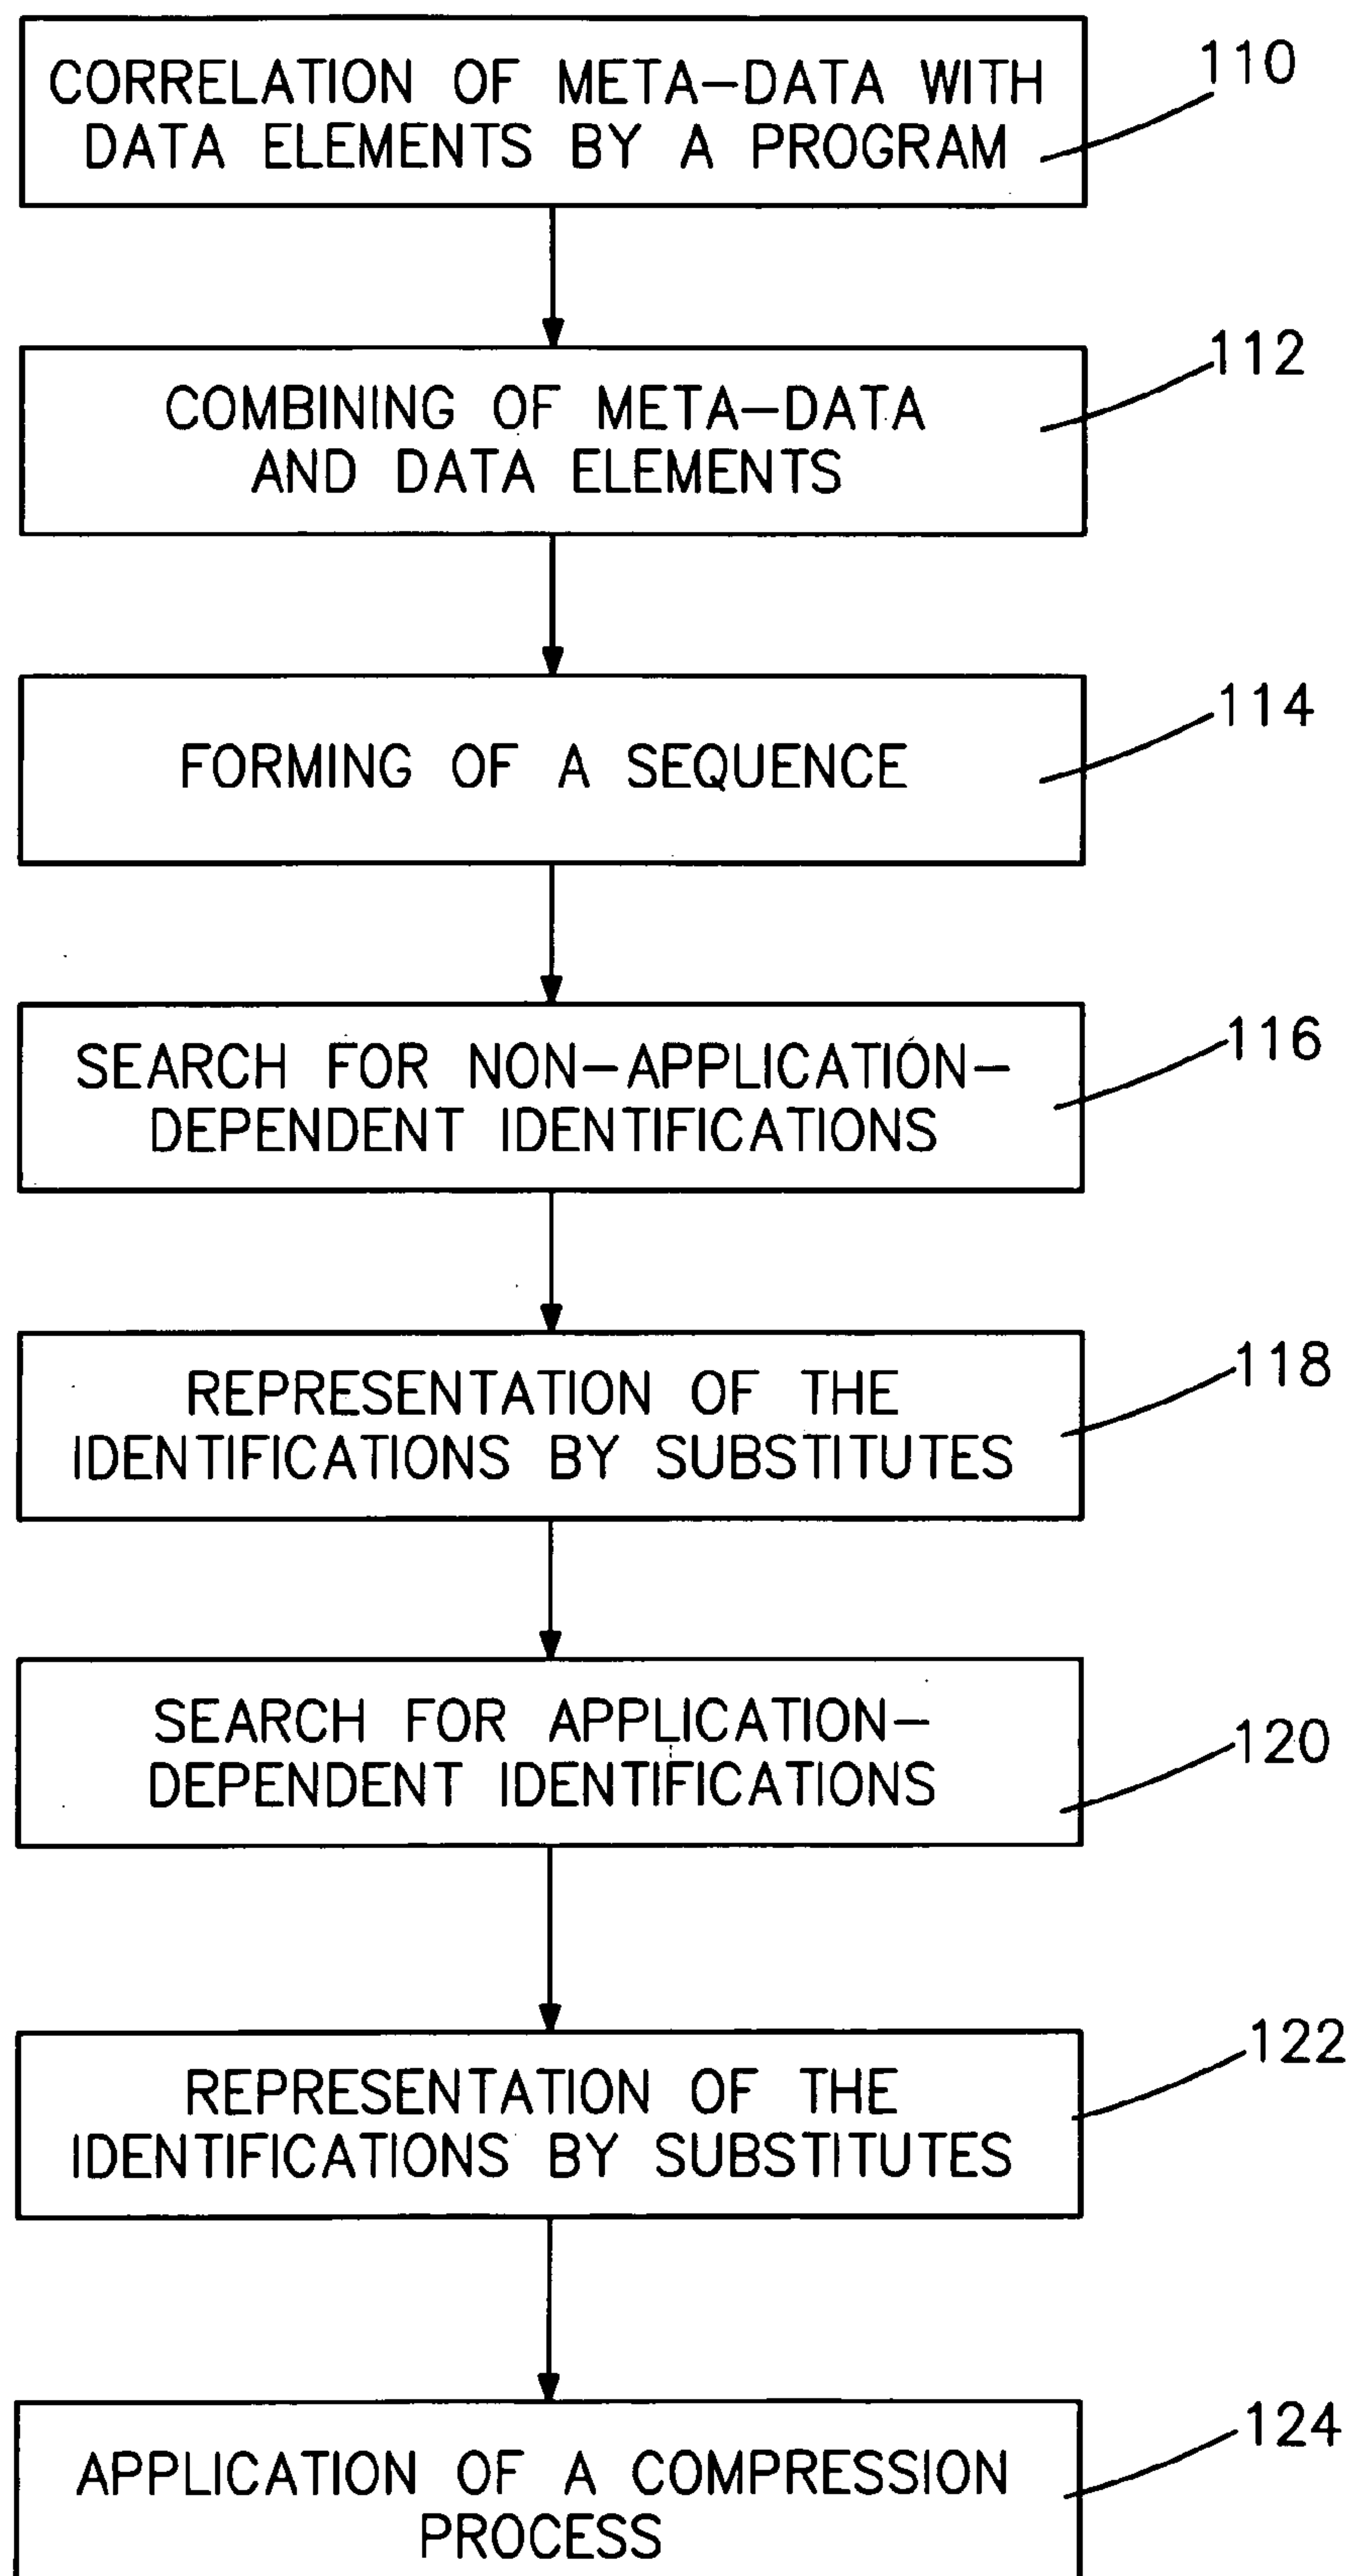 CORRELATION OF META-DATA WITH
DATA ELEMENTS BY A PROGRAM
110
COMBINING OF META-DATA
AND DATA ELEMENTS
112
FORMING OF A SEQUENCE
114
SEARCH FOR NON-APPLICATION-
DEPENDENT IDENTIFICATIONS
116
REPRESENTATION OF THE
IDENTIFICATIONS BY SUBSTITUTES
118
SEARCH FOR APPLICATION-
DEPENDENT IDENTIFICATIONS
120
REPRESENTATION OF THE
IDENTIFICATIONS BY SUBSTITUTES
122
APPLICATION OF A COMPRESSION
PROCESS
124